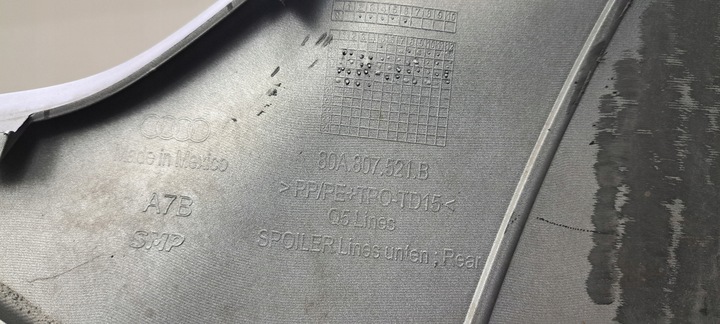 Made in Mexico
A7B
SMP
80A.807.521.B
>PP/PE+TPO-TD15<
Q5 Lines
SPOILER Lines unten ; Rear